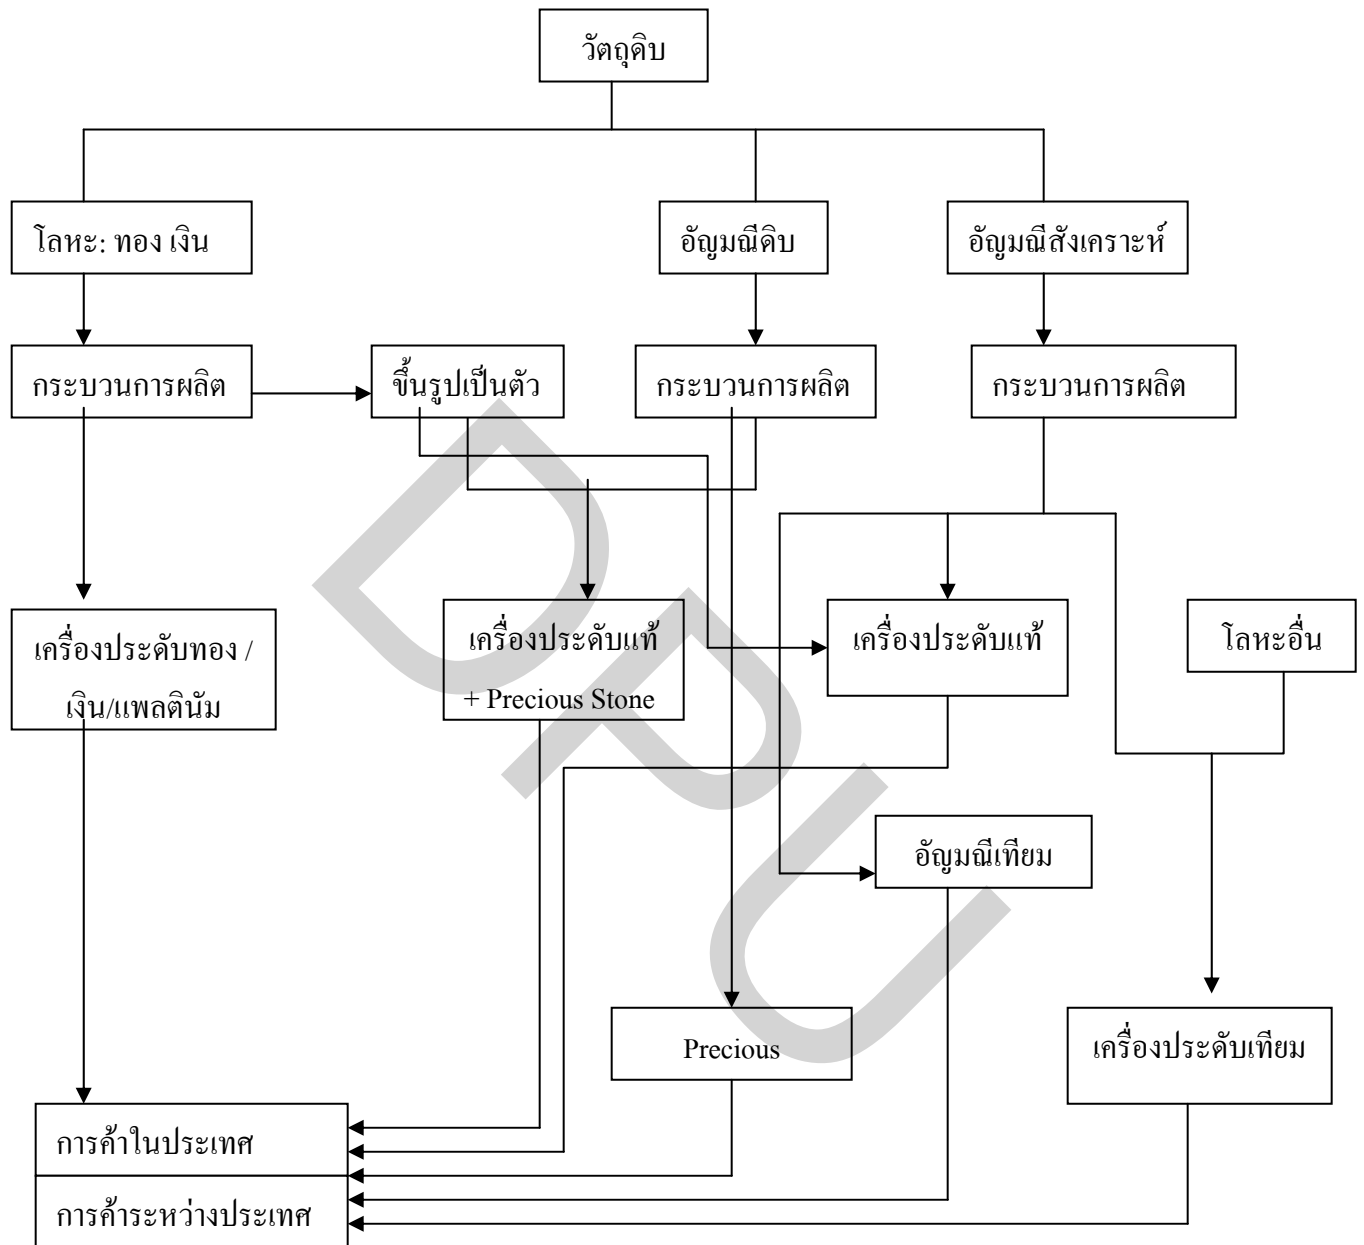 วัตถุดิบ
โลหะ: ทอง เงิน
อัญมณีดิบ
อัญมณีสังเคราะห์
กระบวนการผลิต
ขึ้นรูปเป็นตัว
กระบวนการผลิต
กระบวนการผลิต
เครื่องประดับทอง /
เงิน/แพลตินัม
เครื่องประดับแท้
+ Precious Stone
เครื่องประดับแท้
โลหะอื่น
อัญมณีเทียม
Precious
เครื่องประดับเทียม
การค้าในประเทศ
การค้าระหว่างประเทศ
DPU